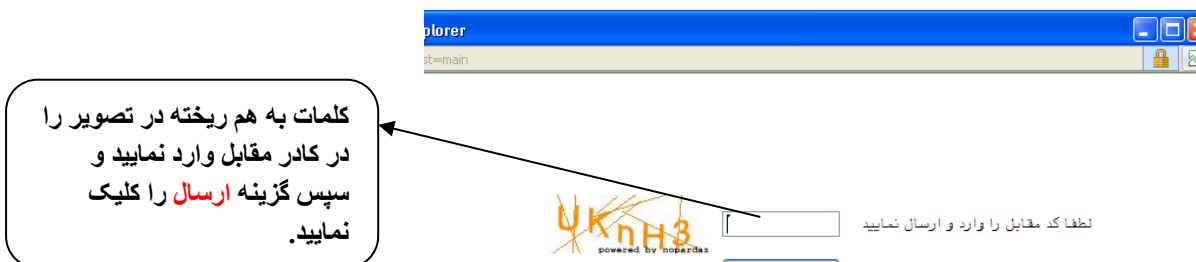 plorer
st=main
کلمات به هم ریخته در تصویر را
در کادر مقابل وارد نمایید و
سپس گزینه ارسال را کلیک
نمایید.
لطفا کد مقابل را وارد و ارسال نمایید
UKnH3
powered by nopardaz